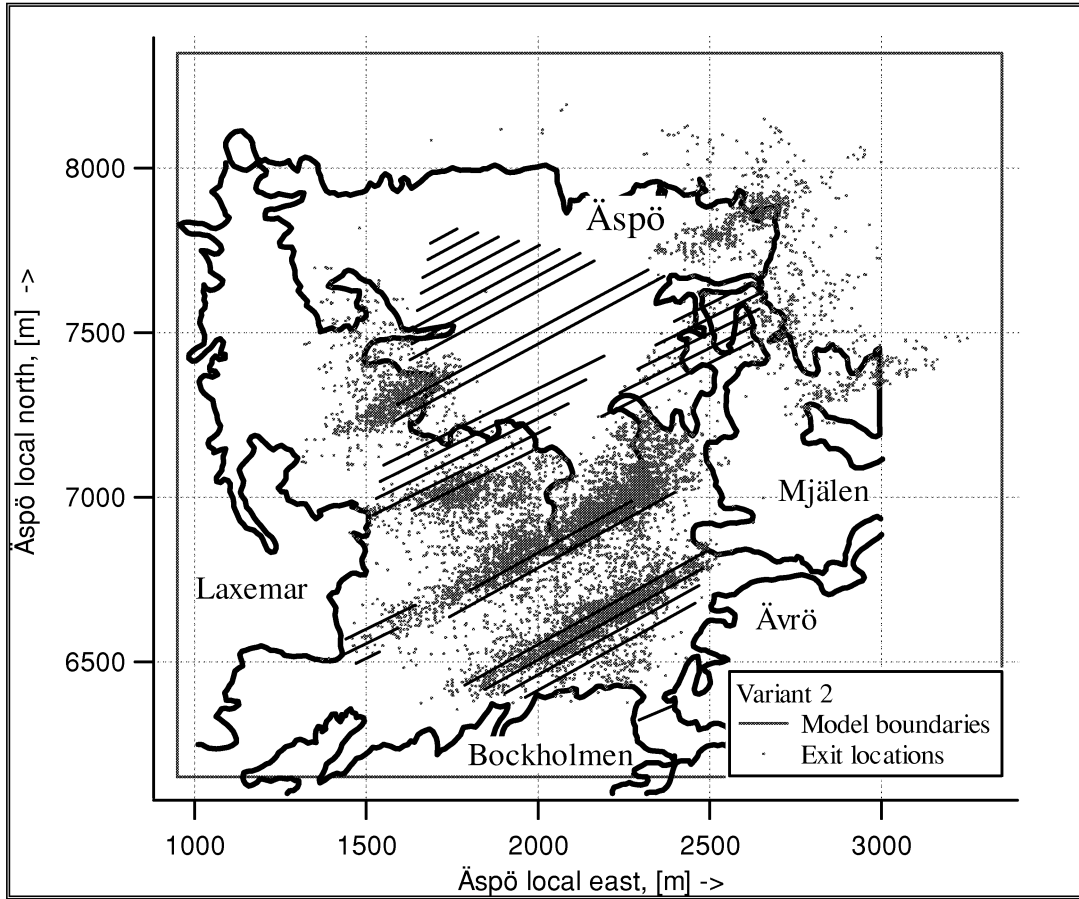 Äspö local north, [m] ->
8000
7500
7000
6500
Äspö
Mjälen
Laxemar
Ävrö
Bockholmen
Variant 2
Model boundaries
Exit locations
1000 1500 2000 2500 3000
Äspö local east, [m] ->